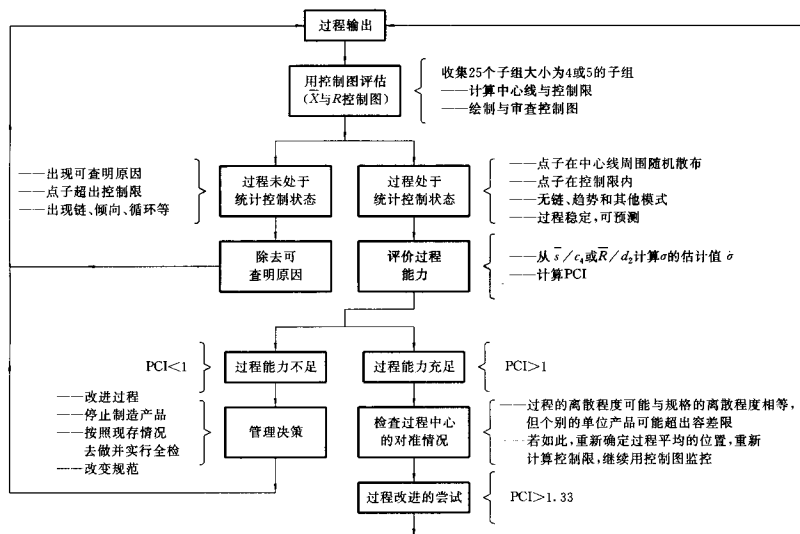 过程输出
用控制图评估
(X̄与R控制图)
收集25个子组大小为4或5的子组
——计算中心线与控制限
——绘制与审查控制图
——出现可查明原因
——点子超出控制限
——出现链、倾向、循环等
过程未处于
统计控制状态
过程处于
统计控制状态
——点子在中心线周围随机散布
——点子在控制限内
——无链、趋势和其他模式
——过程稳定,可预测
除去可
查明原因
评价过程
能力
——从 s̄/c₄或R̄/d₂计算σ的估计值 σ̂
——计算PCI
PCI<1
过程能力不足
过程能力充足
PCI>1
——改进过程
——停止制造产品
——按照现存情况
去做并实行全检
——改变规范
管理决策
检查过程中心
的对准情况
——过程的离散程度可能与规格的离散程度相等,
但个别的单位产品可能超出容差限
——若如此,重新确定过程平均的位置,重新
计算控制限,继续用控制图监控
过程改进的尝试
PCI>1.33